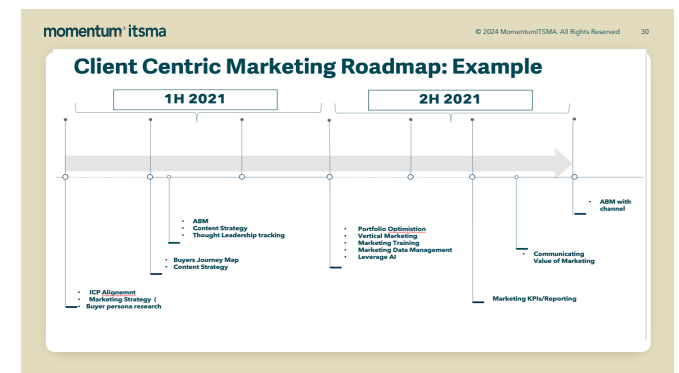 momentum itsma
© 2024 MomentumITSMA. All Rights Reserved 30
Client Centric Marketing Roadmap: Example
1H 2021
2H 2021
• ABM with
channel
• ABM
• Content Strategy
• Thought Leadership tracking
• Portfolio Optimistion
• Vertical Marketing
• Marketing Training
• Marketing Data Management
• Leverage AI
• Communicating
Value of Marketing
• Buyers Journey Map
• Content Strategy
• ICP Alignemnt
• Marketing Strategy (
• Buyer persona research
Marketing KPIs/Reporting